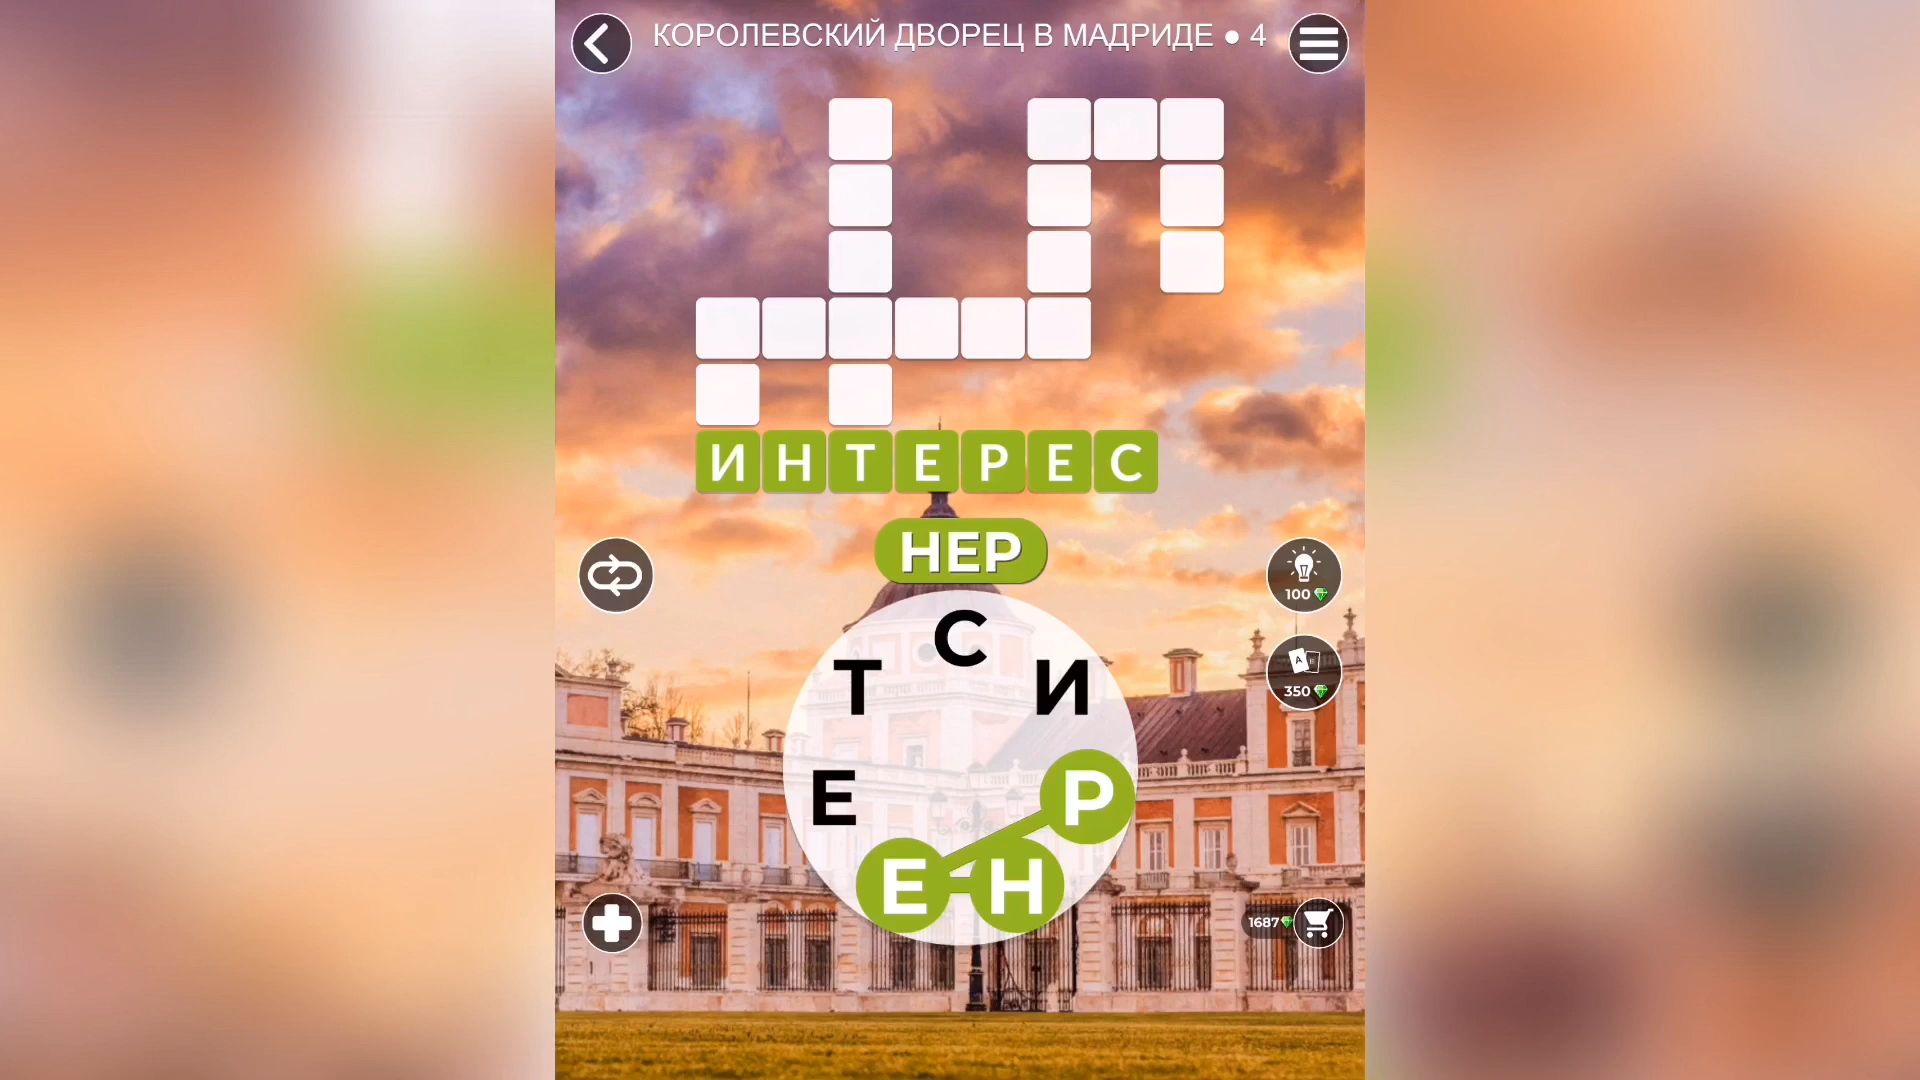 КОРОЛЕВСКИЙ ДВОРЕЦ В МАДРИДЕ ● 4
ИНТЕРЕС
НЕР
С
Т И
Е Р
Е Н
100
A B
350
1687